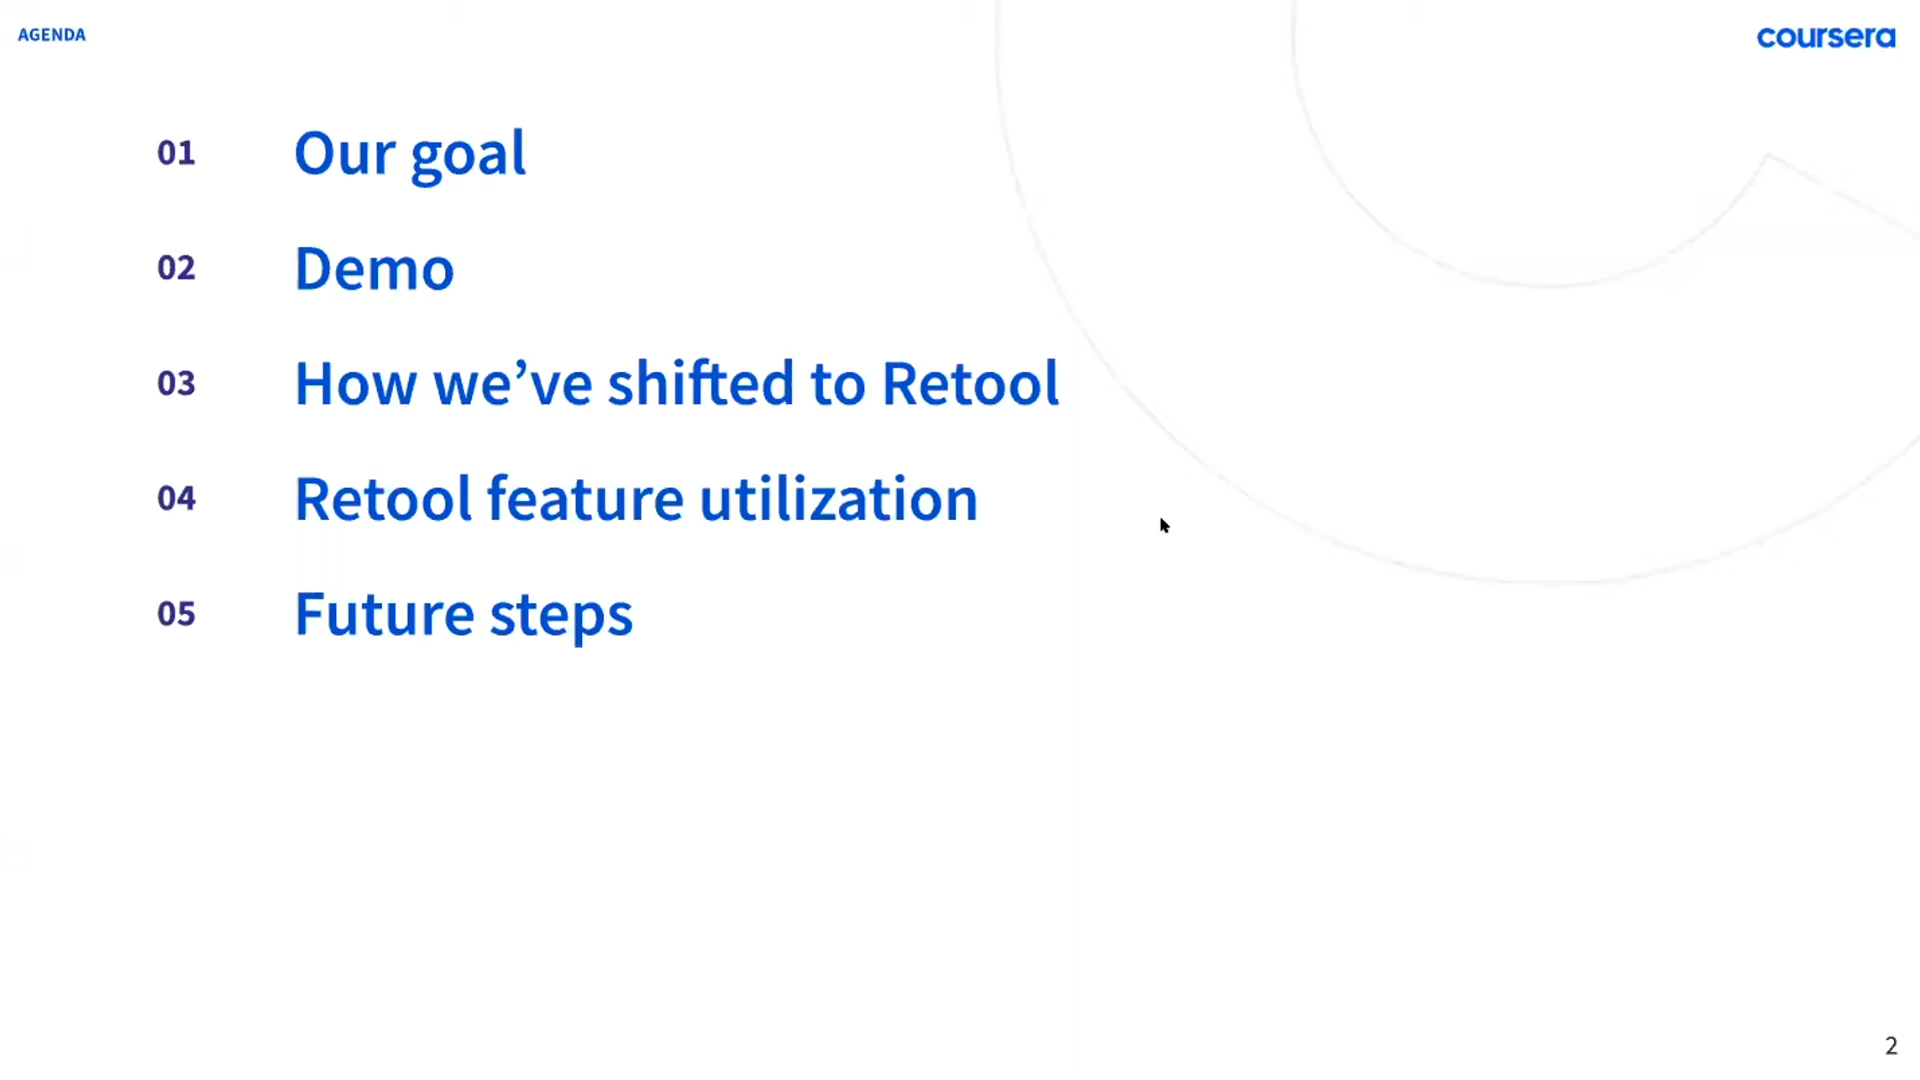 AGENDA
coursera
01 Our goal
02 Demo
03 How we’ve shifted to Retool
04 Retool feature utilization
05 Future steps
2